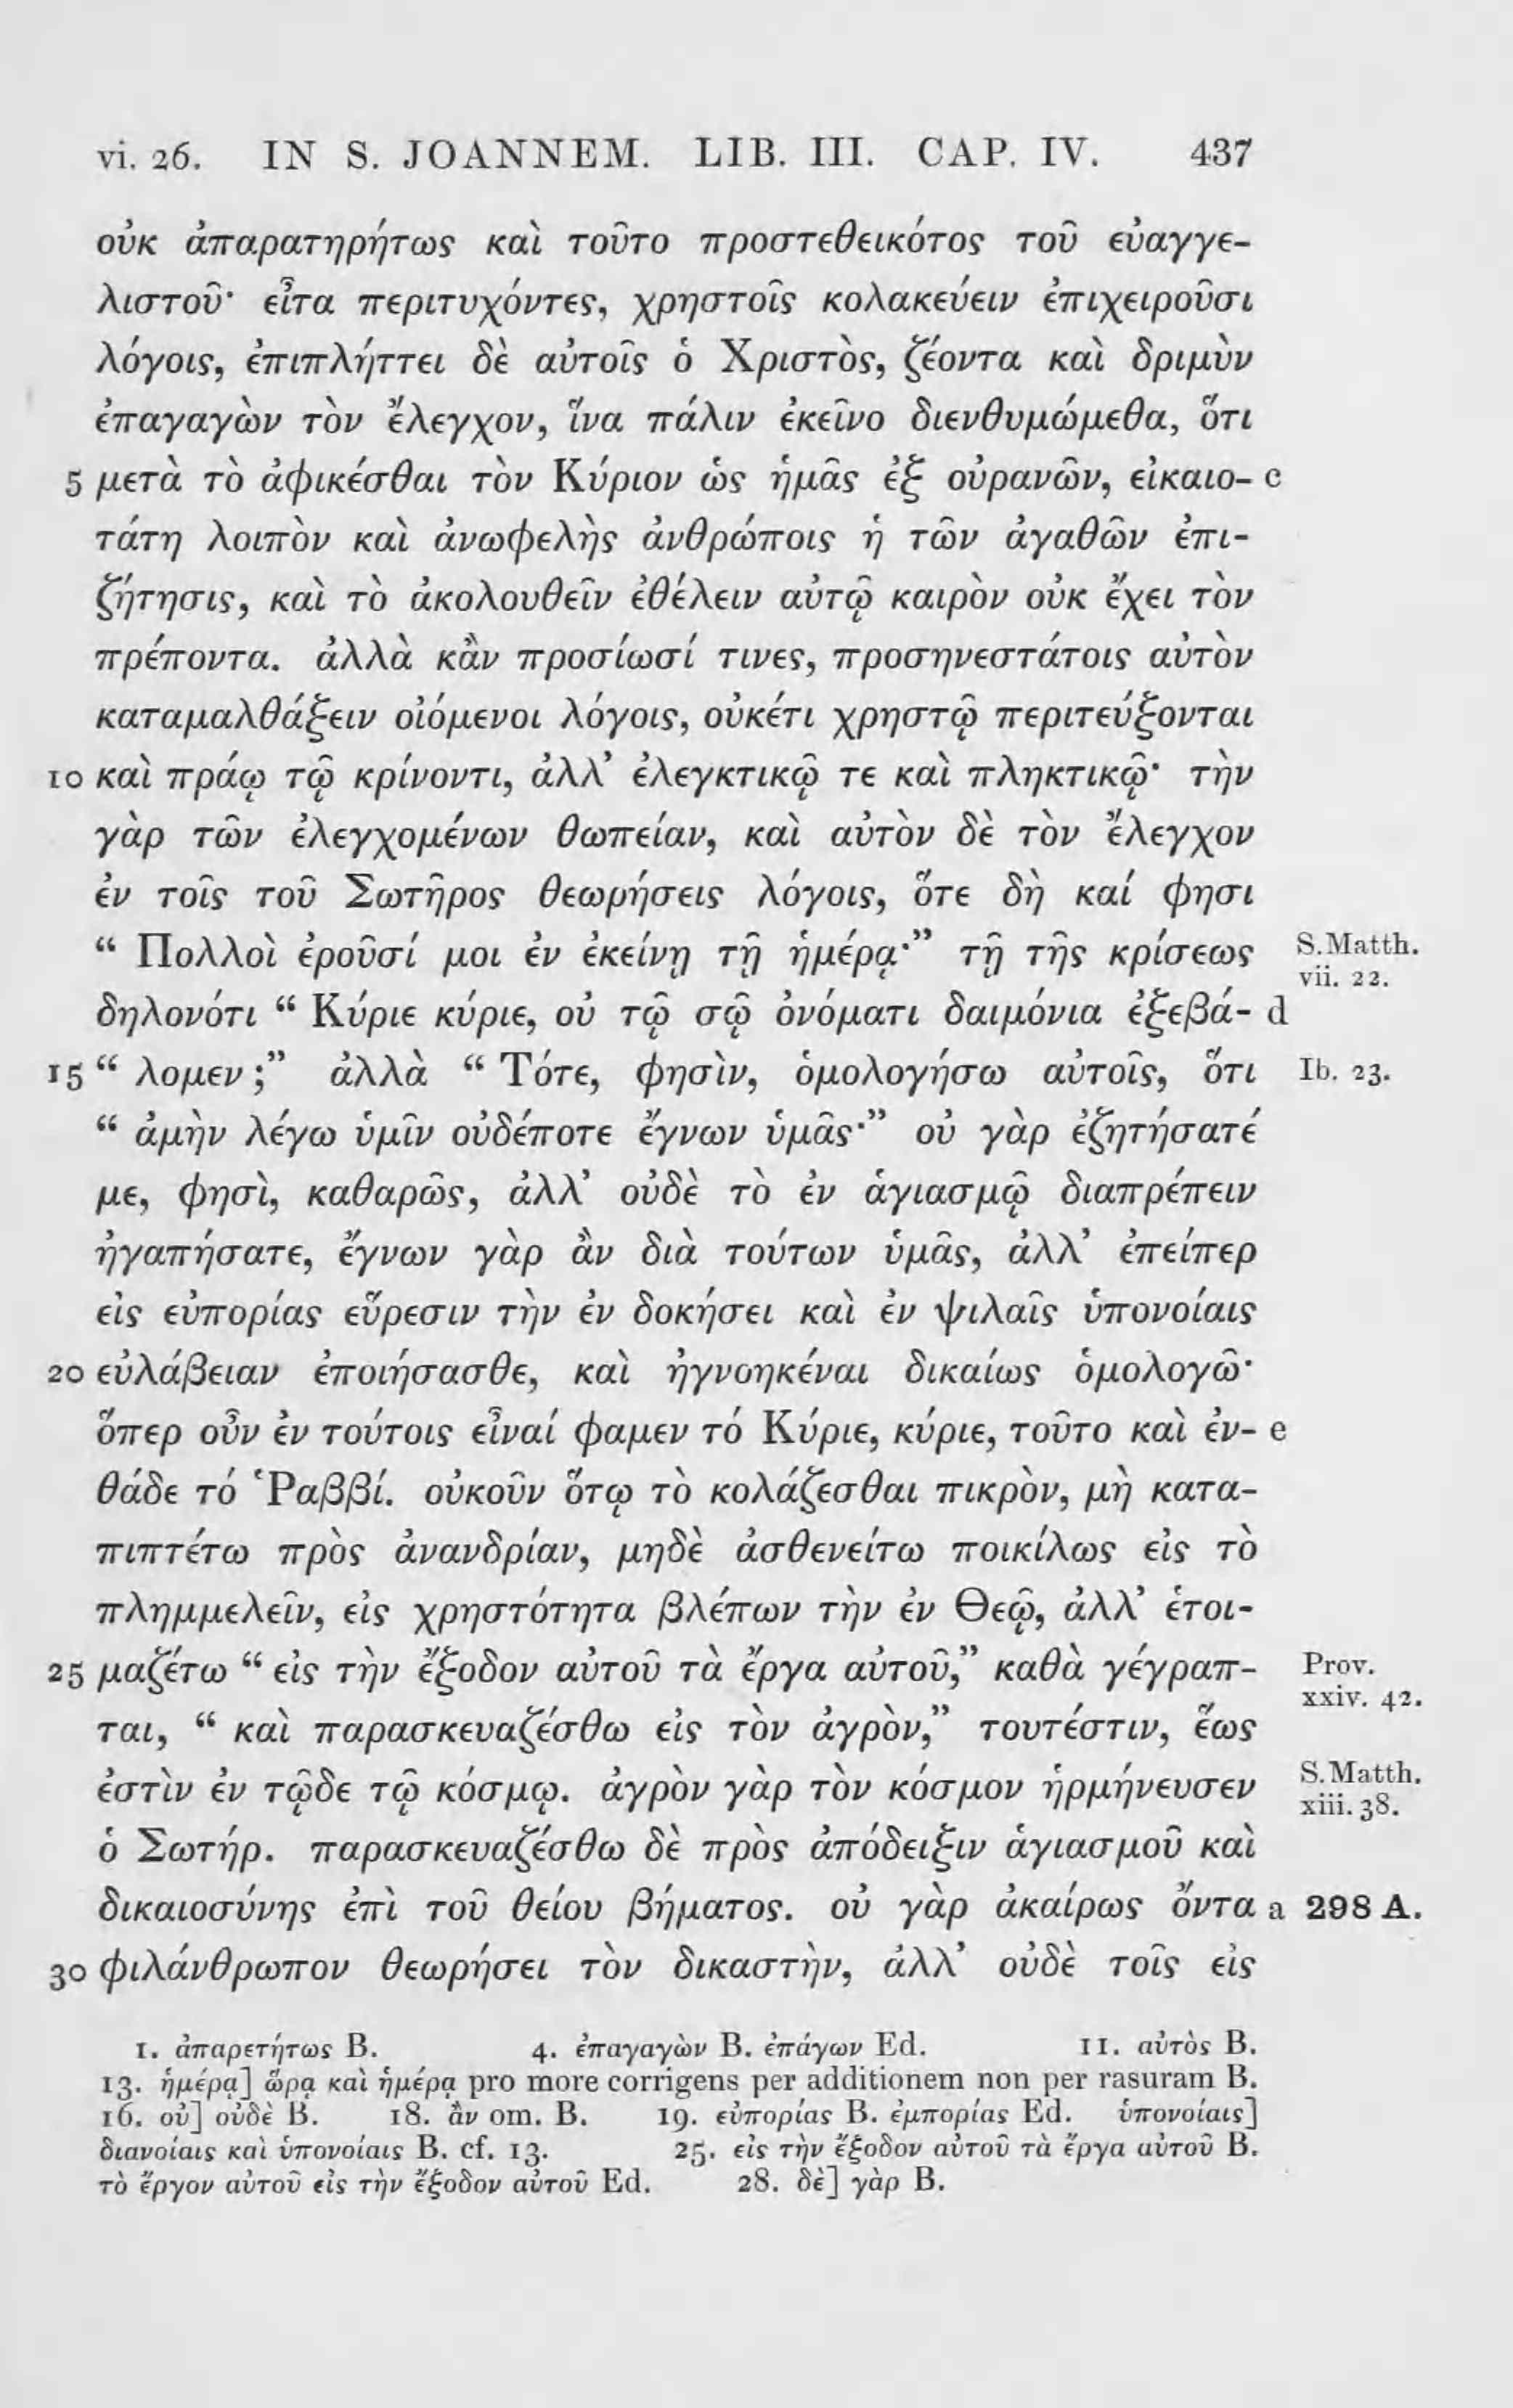 vi. 26. IN S. JOANNEM. LIB. III. CAP. IV. 437
οὐκ ἀπαρατηρήτως καὶ τοῦτο προστεθεικότος τοῦ εὐαγγε-
λιστοῦ· εἶτα περιτυχόντες, χρηστοῖς κολακεύειν ἐπιχειροῦσι
λόγοις, ἐπιπλήττει δὲ αὐτοῖς ὁ Χριστὸς, ζέοντα καὶ δριμὺν
ἐπαγαγὼν τὸν ἔλεγχον, ἵνα πάλιν ἐκεῖνο διενθυμώμεθα, ὅτι
5 μετὰ τὸ ἀφικέσθαι τὸν Κύριον ὡς ἡμᾶς ἐξ οὐρανῶν, εἰκαιο- c
τάτη λοιπὸν καὶ ἀνωφελὴς ἀνθρώποις ἡ τῶν ἀγαθῶν ἐπι-
ζήτησις, καὶ τὸ ἀκολουθεῖν ἐθέλειν αὐτῷ καιρὸν οὐκ ἔχει τὸν
πρέποντα. ἀλλὰ κἂν προσίωσί τινες, προσηνεστάτοις αὐτὸν
καταμαλθάξειν οἰόμενοι λόγοις, οὐκέτι χρηστῷ περιτεύξονται
10 καὶ πράῳ τῷ κρίνοντι, ἀλλ’ ἐλεγκτικῷ τε καὶ πληκτικῷ· τὴν
γὰρ τῶν ἐλεγχομένων θωπείαν, καὶ αὐτὸν δὲ τὸν ἔλεγχον
ἐν τοῖς τοῦ Σωτῆρος θεωρήσεις λόγοις, ὅτε δὴ καί φησι
“ Πολλοὶ ἐροῦσί μοι ἐν ἐκείνῃ τῇ ἡμέρᾳ·” τῇ τῆς κρίσεως S. Matth. vii. 22.
δηλονότι “ Κύριε κύριε, οὐ τῷ σῷ ὀνόματι δαιμόνια ἐξεβά- d
15 “ λομεν ;” ἀλλὰ “ Τότε, φησὶν, ὁμολογήσω αὐτοῖς, ὅτι Ib. 23.
“ ἀμὴν λέγω ὑμῖν οὐδέποτε ἔγνων ὑμᾶς·” οὐ γὰρ ἐζητήσατέ
με, φησὶ, καθαρῶς, ἀλλ’ οὐδὲ τὸ ἐν ἁγιασμῷ διαπρέπειν
ἠγαπήσατε, ἔγνων γὰρ ἂν διὰ τούτων ὑμᾶς, ἀλλ’ ἐπείπερ
εἰς εὐπορίας εὕρεσιν τὴν ἐν δοκήσει καὶ ἐν ψιλαῖς ὑπονοίαις
20 εὐλάβειαν ἐποιήσασθε, καὶ ἠγνοηκέναι δικαίως ὁμολογῶ·
ὅπερ οὖν ἐν τούτοις εἶναί φαμεν τό Κύριε, κύριε, τοῦτο καὶ ἐν- e
θάδε τό Ῥαββί. οὐκοῦν ὅτῳ τὸ κολάζεσθαι πικρὸν, μὴ κατα-
πιπτέτω πρὸς ἀνανδρίαν, μηδὲ ἀσθενείτω ποικίλως εἰς τὸ
πλημμελεῖν, εἰς χρηστότητα βλέπων τὴν ἐν Θεῷ, ἀλλ’ ἑτοι-
25 μαζέτω “ εἰς τὴν ἔξοδον αὐτοῦ τὰ ἔργα αὐτοῦ,” καθὰ γέγραπ- Prov. xxiv. 42.
ται, “ καὶ παρασκευαζέσθω εἰς τὸν ἀγρὸν,” τουτέστιν, ἕως
ἐστὶν ἐν τῷδε τῷ κόσμῳ. ἀγρὸν γὰρ τὸν κόσμον ἡρμήνευσεν S. Matth. xiii. 38.
ὁ Σωτήρ. παρασκευαζέσθω δὲ πρὸς ἀπόδειξιν ἁγιασμοῦ καὶ
δικαιοσύνης ἐπὶ τοῦ θείου βήματος. οὐ γὰρ ἀκαίρως ὄντα a 298 A.
30 φιλάνθρωπον θεωρήσει τὸν δικαστὴν, ἀλλ’ οὐδὲ τοῖς εἰς
1. ἀπαρετήτως B. 4. ἐπαγαγὼν B. ἐπάγων Ed. 11. αὐτὸς B.
13. ἡμέρᾳ] ὥρᾳ καὶ ἡμέρᾳ pro more corrigens per additionem non per rasuram B.
16. οὐ] οὐδὲ B. 18. ἂν om. B. 19. εὐπορίας B. ἐμπορίας Ed. ὑπονοίαις]
διανοίαις καὶ ὑπονοίαις B. cf. 13. 25. εἰς τὴν ἔξοδον αὐτοῦ τὰ ἔργα αὐτοῦ B.
τὸ ἔργον αὐτοῦ εἰς τὴν ἔξοδον αὐτοῦ Ed. 28. δὲ] γὰρ B.